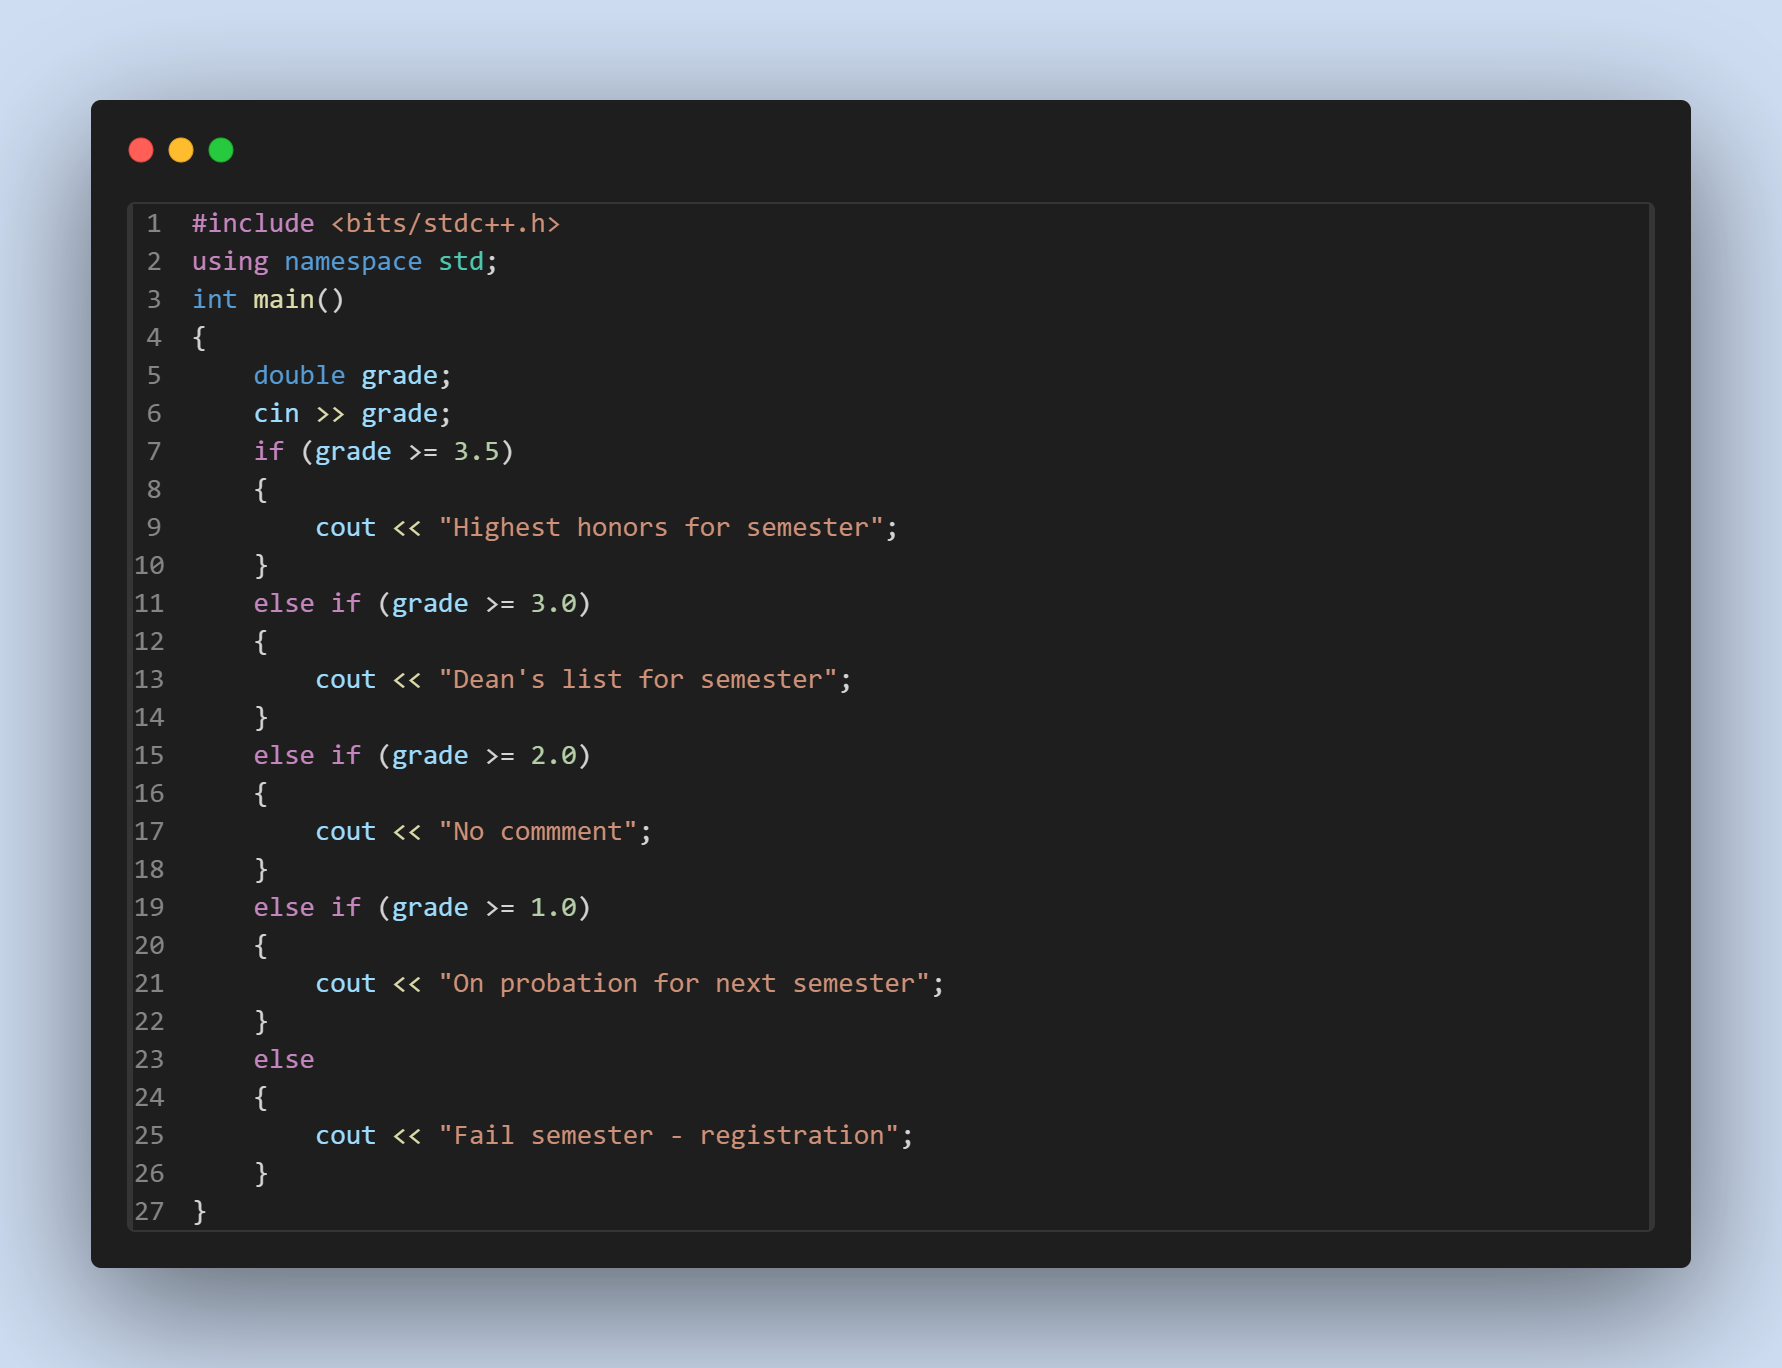 1 #include <bits/stdc++.h>
2 using namespace std;
3 int main()
4 {
5     double grade;
6     cin >> grade;
7     if (grade >= 3.5)
8     {
9         cout << "Highest honors for semester";
10     }
11     else if (grade >= 3.0)
12     {
13         cout << "Dean's list for semester";
14     }
15     else if (grade >= 2.0)
16     {
17         cout << "No commment";
18     }
19     else if (grade >= 1.0)
20     {
21         cout << "On probation for next semester";
22     }
23     else
24     {
25         cout << "Fail semester - registration";
26     }
27 }